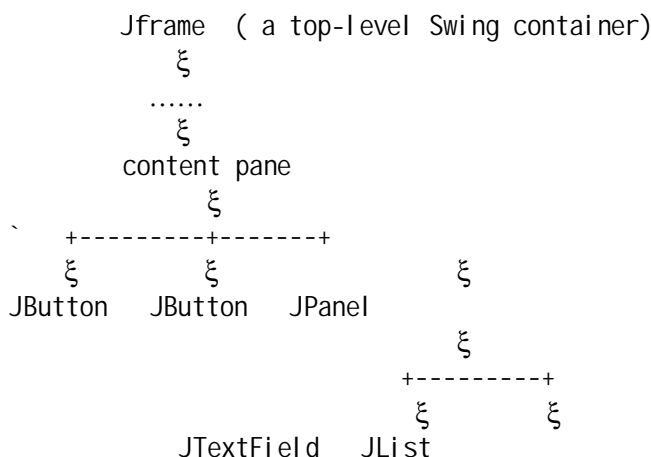 Jframe ( a top-level Swing container)
ξ
......
ξ
content pane
ξ
` +---------+-------+
ξ ξ ξ
JButton JButton JPanel
ξ
+---------+
ξ ξ
JTextField JList